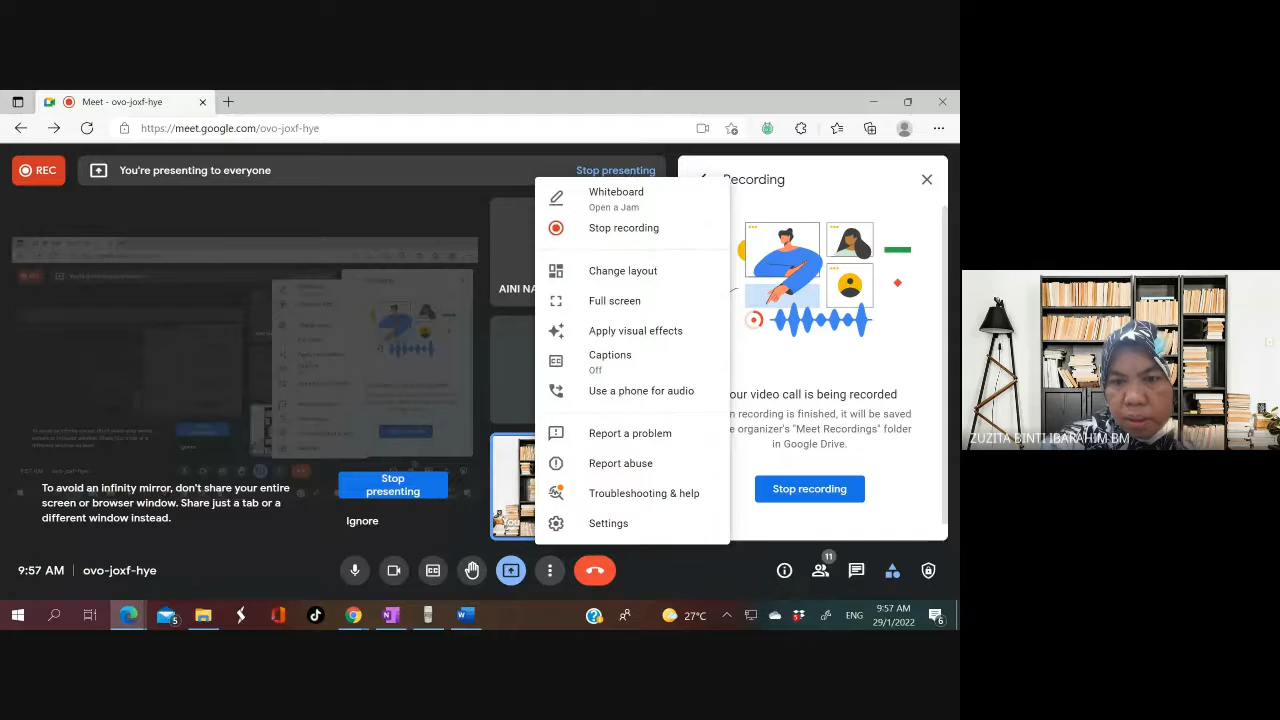 Meet - ovo-joxf-hye
https://meet.google.com/ovo-joxf-hye
REC
You're presenting to everyone
Stop presenting
Recording
Whiteboard
Open a Jam
Stop recording
Change layout
Full screen
Apply visual effects
Captions
Off
Use a phone for audio
Report a problem
Report abuse
Troubleshooting & help
Settings
AINI NA
our video call is being recorded
n recording is finished, it will be saved
e organizer's "Meet Recordings" folder
in Google Drive.
Stop recording
To avoid an infinity mirror, don't share your entire
screen or browser window. Share just a tab or a
different window instead.
Stop
presenting
Ignore
You
9:57 AM | ovo-joxf-hye
11
ZUZITA BINTI IBARAHIM BM
5
27°C
5
ENG
9:57 AM
29/1/2022
6